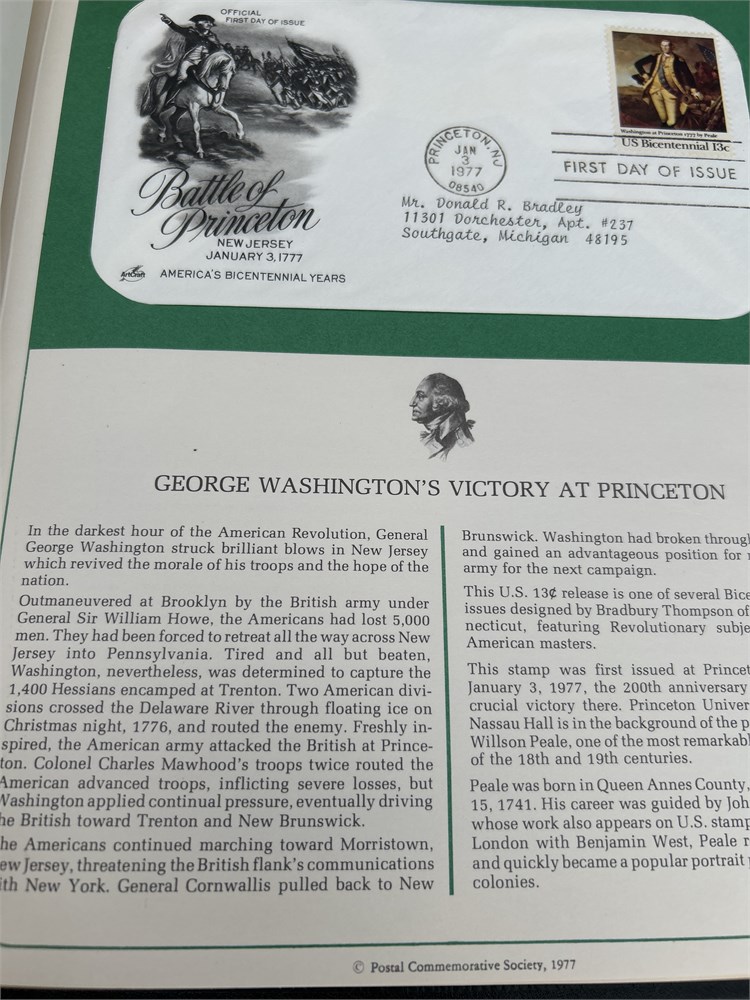 OFFICIAL
FIRST DAY OF ISSUE
Battle of
Princeton
NEW JERSEY
JANUARY 3, 1777
ArtCraft
AMERICA'S BICENTENNIAL YEARS
PRINCETON, NJ
JAN
3
1977
08540
Washington at Princeton 1777 by Peale
US Bicentennial 13c
FIRST DAY OF ISSUE
Mr. Donald R. Bradley
11301 Dorchester, Apt. #237
Southgate, Michigan 48195
GEORGE WASHINGTON'S VICTORY AT PRINCETON
In the darkest hour of the American Revolution, General
George Washington struck brilliant blows in New Jersey
which revived the morale of his troops and the hope of the
nation.
Outmaneuvered at Brooklyn by the British army under
General Sir William Howe, the Americans had lost 5,000
men. They had been forced to retreat all the way across New
Jersey into Pennsylvania. Tired and all but beaten,
Washington, nevertheless, was determined to capture the
1,400 Hessians encamped at Trenton. Two American divi-
sions crossed the Delaware River through floating ice on
Christmas night, 1776, and routed the enemy. Freshly in-
spired, the American army attacked the British at Prince-
ton. Colonel Charles Mawhood's troops twice routed the
American advanced troops, inflicting severe losses, but
Washington applied continual pressure, eventually driving
he British toward Trenton and New Brunswick.
he Americans continued marching toward Morristown,
ew Jersey, threatening the British flank's communications
ith New York. General Cornwallis pulled back to New
Brunswick. Washington had broken through
and gained an advantageous position for
army for the next campaign.
This U.S. 13¢ release is one of several Bice
issues designed by Bradbury Thompson of
necticut, featuring Revolutionary subje
American masters.
This stamp was first issued at Princet
January 3, 1977, the 200th anniversary
crucial victory there. Princeton Univer
Nassau Hall is in the background of the p
Willson Peale, one of the most remarkabl
of the 18th and 19th centuries.
Peale was born in Queen Annes County,
15, 1741. His career was guided by Joh
whose work also appears on U.S. stamp
London with Benjamin West, Peale r
and quickly became a popular portrait
colonies.
© Postal Commemorative Society, 1977